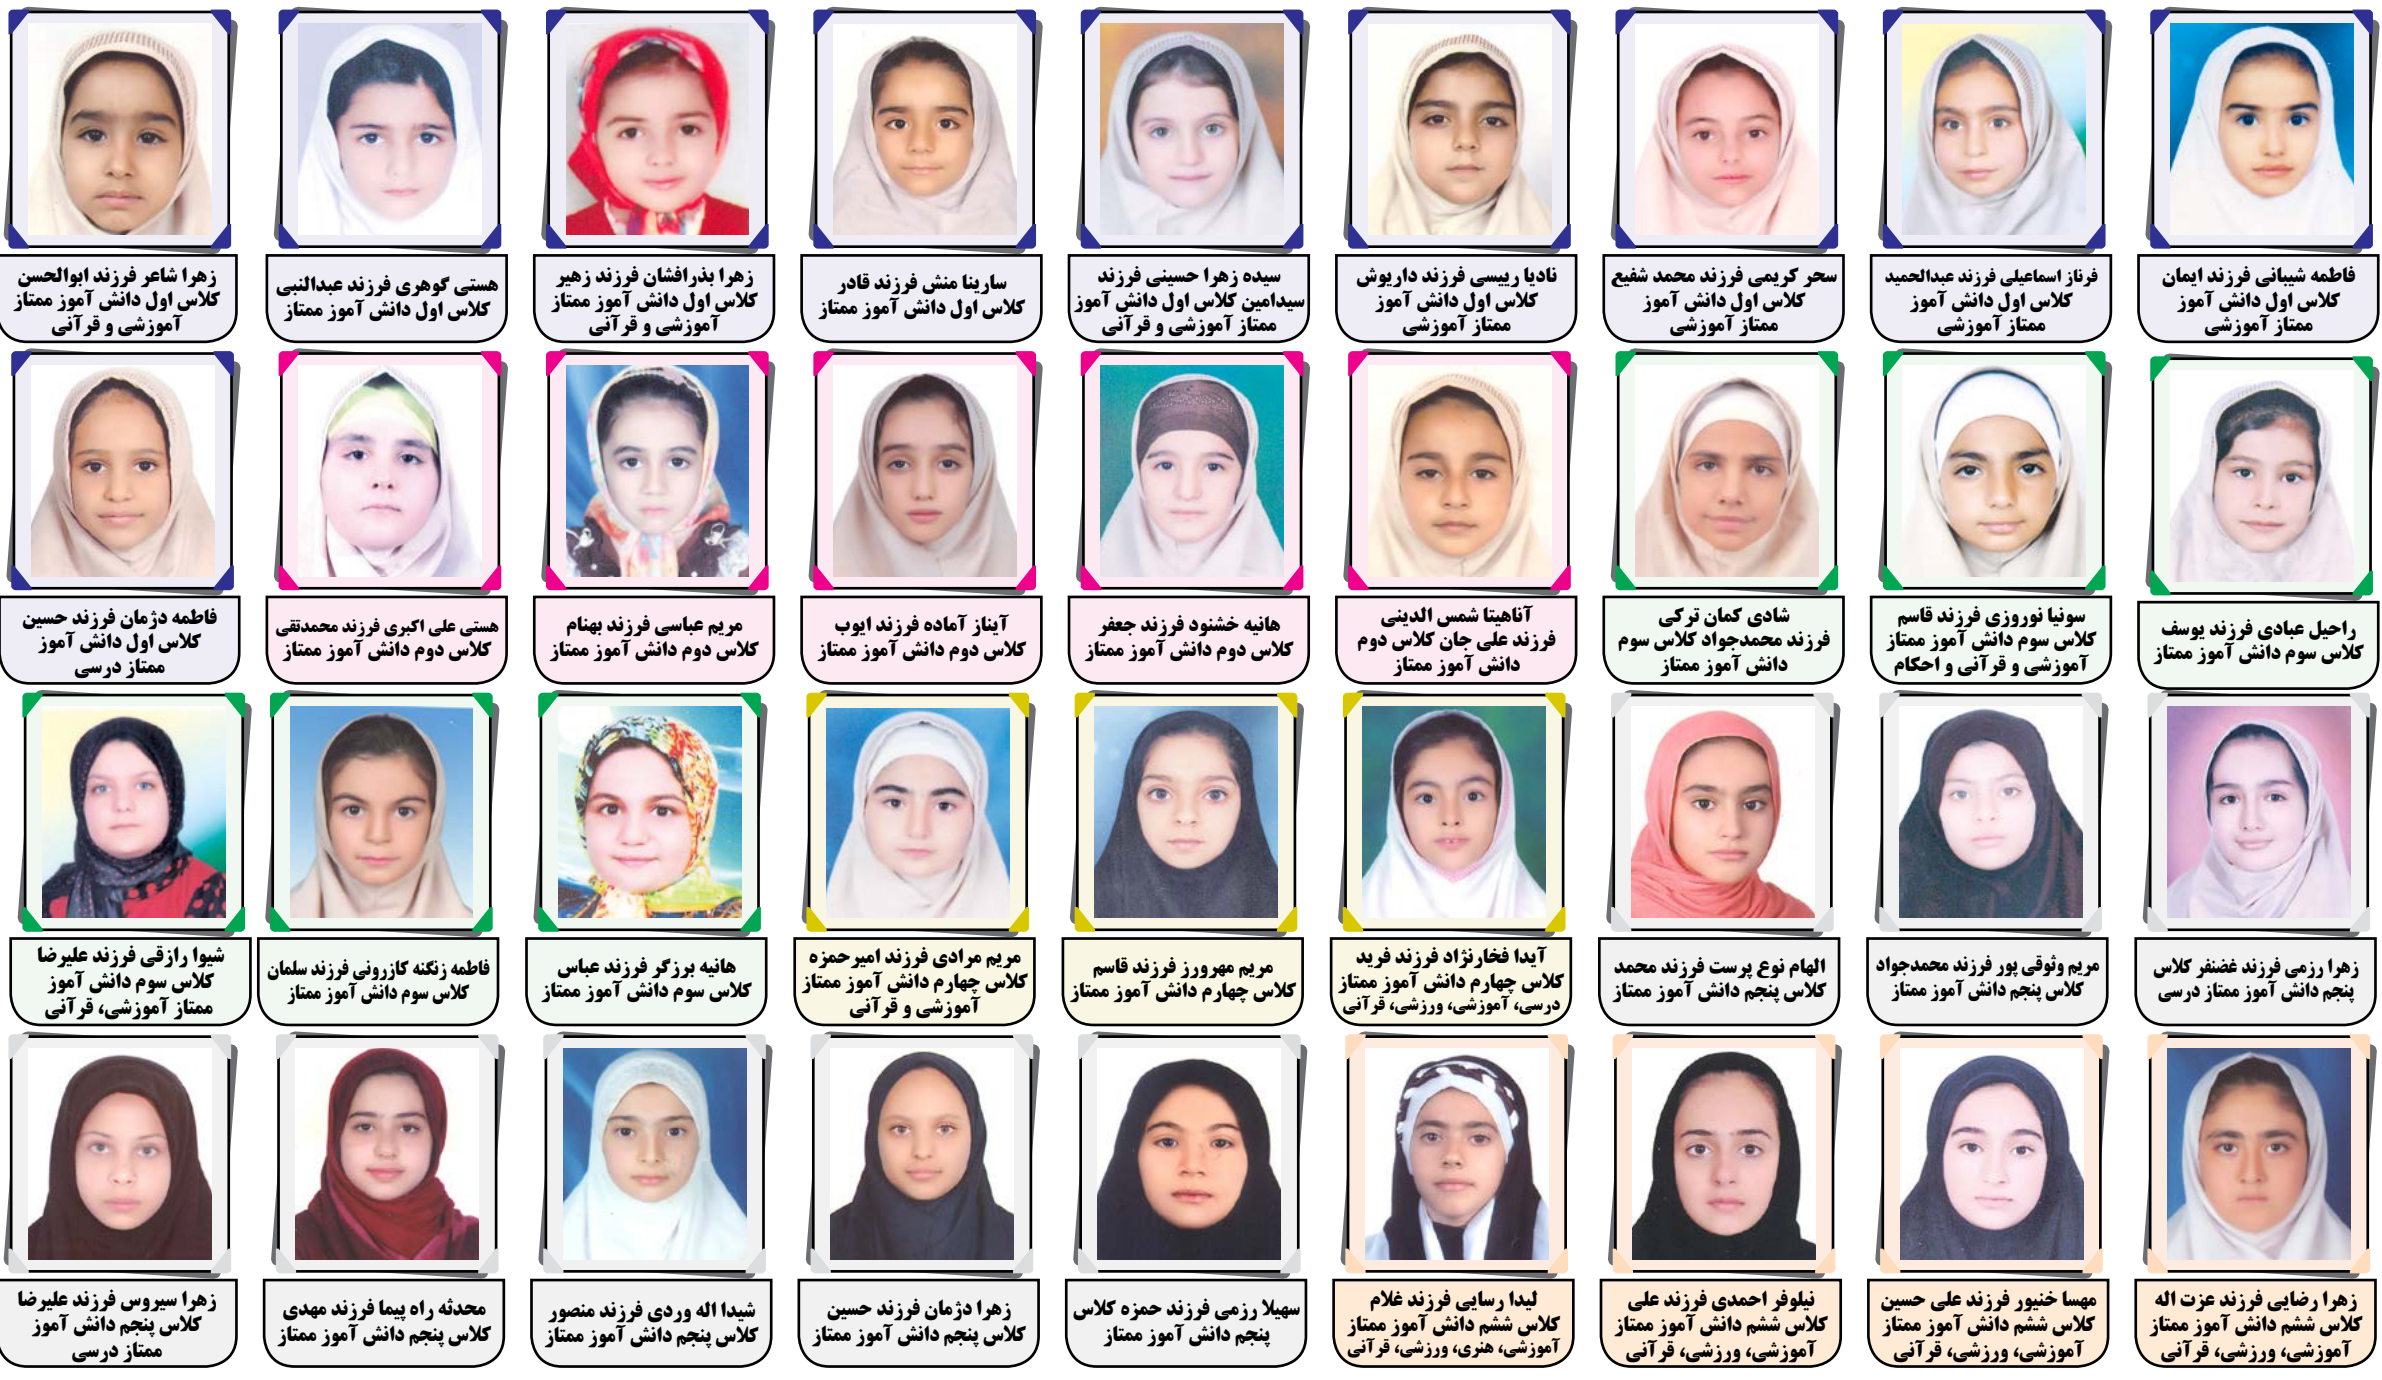 فاطمه شیبانی فرزند ایمان
کلاس اول دانش آموز
ممتاز آموزشی
فرناز اسماعیلی فرزند عبدالحمید
کلاس اول دانش آموز
ممتاز آموزشی
سحر کریمی فرزند محمد شفیع
کلاس اول دانش آموز
ممتاز آموزشی
نادیا رییسی فرزند داریوش
کلاس اول دانش آموز
ممتاز آموزشی
سیده زهرا حسینی فرزند
سیدامین کلاس اول دانش آموز
ممتاز آموزشی و قرآنی
سارینا منش فرزند قادر
کلاس اول دانش آموز ممتاز
زهرا بذرافشان فرزند زهیر
کلاس اول دانش آموز ممتاز
آموزشی و قرآنی
هستی گوهری فرزند عبدالنبی
کلاس اول دانش آموز ممتاز
زهرا شاعر فرزند ابوالحسن
کلاس اول دانش آموز ممتاز
آموزشی و قرآنی
راحیل عبادی فرزند یوسف
کلاس سوم دانش آموز ممتاز
سونیا نوروزی فرزند قاسم
کلاس سوم دانش آموز ممتاز
آموزشی و قرآنی و احکام
شادی کمان ترکی
فرزند محمدجواد کلاس سوم
دانش آموز ممتاز
آناهیتا شمس الدینی
فرزند علی جان کلاس دوم
دانش آموز ممتاز
هانیه خشنود فرزند جعفر
کلاس دوم دانش آموز ممتاز
آیناز آماده فرزند ایوب
کلاس دوم دانش آموز ممتاز
مریم عباسی فرزند بهنام
کلاس دوم دانش آموز ممتاز
هستی علی اکبری فرزند محمدتقی
کلاس دوم دانش آموز ممتاز
فاطمه دژمان فرزند حسین
کلاس اول دانش آموز
ممتاز درسی
زهرا رزمی فرزند غضنفر کلاس
پنجم دانش آموز ممتاز درسی
مریم وثوقی پور فرزند محمدجواد
کلاس پنجم دانش آموز ممتاز
الهام نوع پرست فرزند محمد
کلاس پنجم دانش آموز ممتاز
آیدا فخارنژاد فرزند فرید
کلاس چهارم دانش آموز ممتاز
درسی، آموزشی، ورزشی، قرآنی
مریم مهرورز فرزند قاسم
کلاس چهارم دانش آموز ممتاز
مریم مرادی فرزند امیرحمزه
کلاس چهارم دانش آموز ممتاز
آموزشی و قرآنی
هانیه برزگر فرزند عباس
کلاس سوم دانش آموز ممتاز
فاطمه زنگنه کازرونی فرزند سلمان
کلاس سوم دانش آموز ممتاز
شیوا رازقی فرزند علیرضا
کلاس سوم دانش آموز
ممتاز آموزشی، قرآنی
زهرا رضایی فرزند عزت اله
کلاس ششم دانش آموز ممتاز
آموزشی، ورزشی، قرآنی
مهسا خنیور فرزند علی حسین
کلاس ششم دانش آموز ممتاز
آموزشی، ورزشی، قرآنی
نیلوفر احمدی فرزند علی
کلاس ششم دانش آموز ممتاز
آموزشی، ورزشی، قرآنی
لیدا رسایی فرزند غلام
کلاس ششم دانش آموز ممتاز
آموزشی، هنری، ورزشی، قرآنی
سهیلا رزمی فرزند حمزه کلاس
پنجم دانش آموز ممتاز
زهرا دژمان فرزند حسین
کلاس پنجم دانش آموز ممتاز
شیدا اله وردی فرزند منصور
کلاس پنجم دانش آموز ممتاز
محدثه راه پیما فرزند مهدی
کلاس پنجم دانش آموز ممتاز
زهرا سیروس فرزند علیرضا
کلاس پنجم دانش آموز
ممتاز درسی